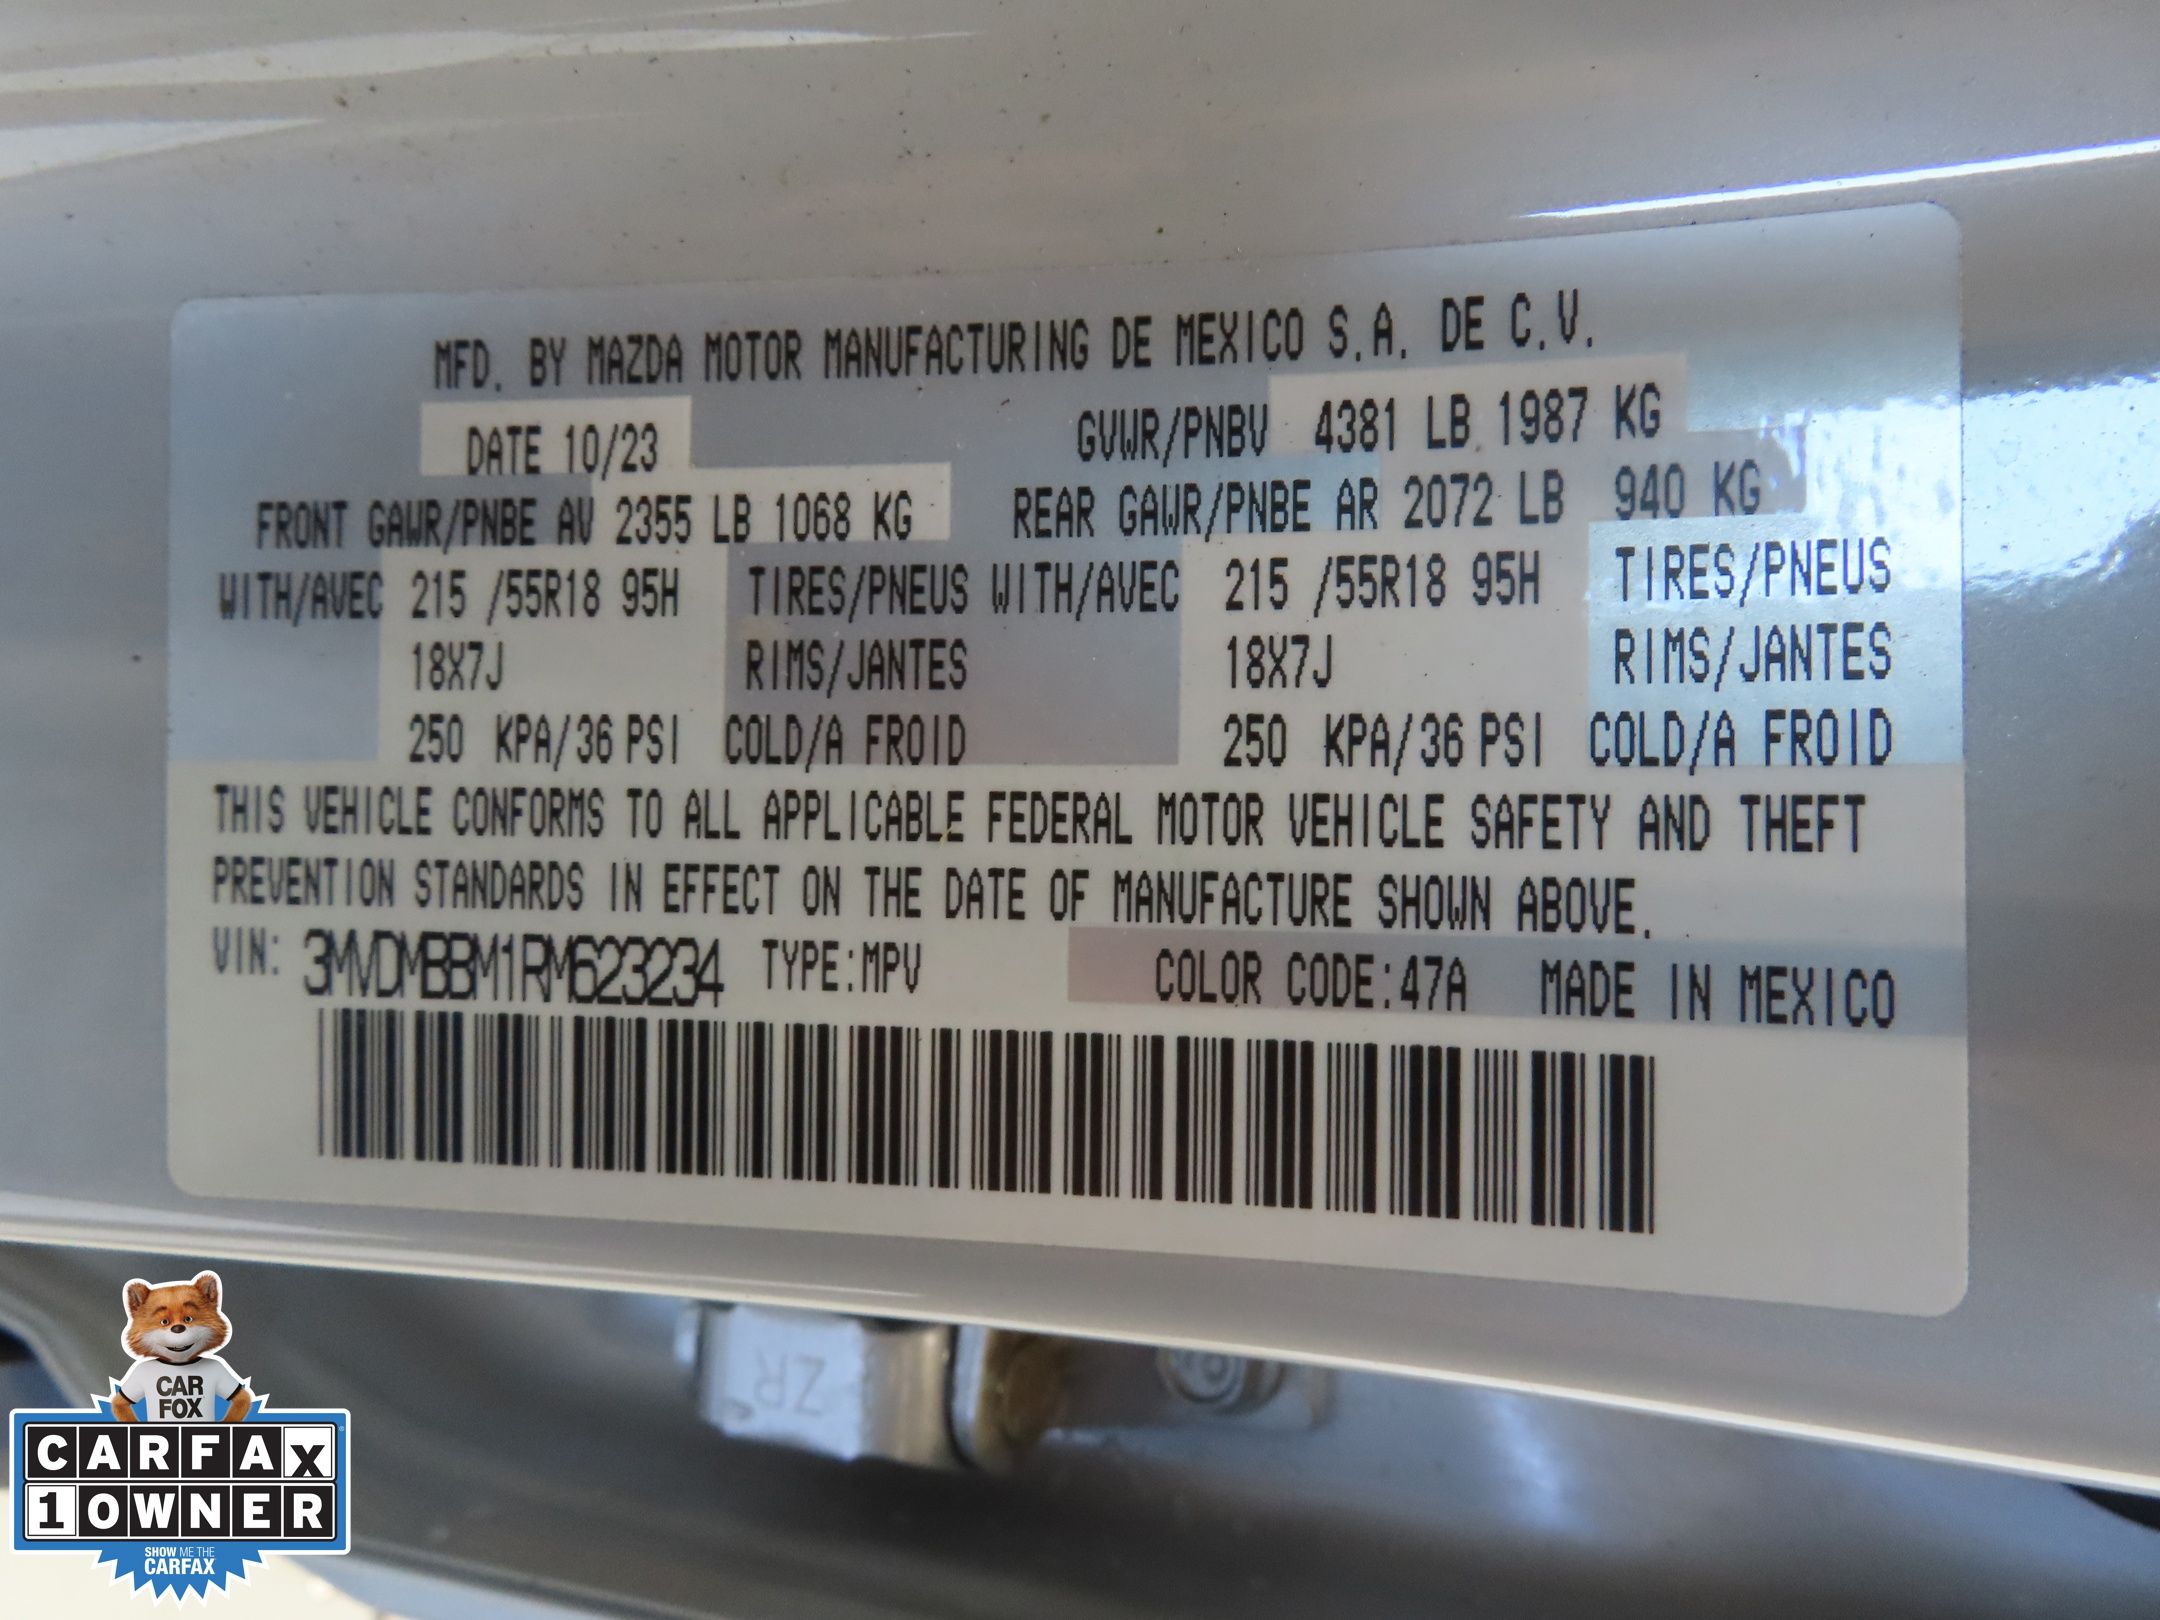 MFD. BY MAZDA MOTOR MANUFACTURING DE MEXICO S.A. DE C.V.
DATE 10/23 GVWR/PNBV 4381 LB 1987 KG
FRONT GAWR/PNBE AV 2355 LB 1068 KG REAR GAWR/PNBE AR 2072 LB 940 KG
WITH/AVEC 215 /55R18 95H TIRES/PNEUS WITH/AVEC 215 /55R18 95H TIRES/PNEUS
18X7J RIMS/JANTES 18X7J RIMS/JANTES
250 KPA/36 PSI COLD/A FROID 250 KPA/36 PSI COLD/A FROID
THIS VEHICLE CONFORMS TO ALL APPLICABLE FEDERAL MOTOR VEHICLE SAFETY AND THEFT
PREVENTION STANDARDS IN EFFECT ON THE DATE OF MANUFACTURE SHOWN ABOVE.
VIN: 3MVDMBBM1RM623234 TYPE:MPV COLOR CODE:47A MADE IN MEXICO
ZR
CAR
FOX
CARFAX
1 OWNER
SHOW ME THE
CARFAX